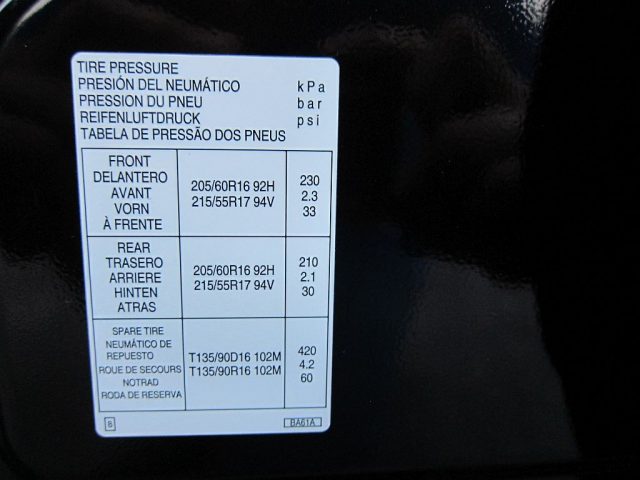 TIRE PRESSURE
PRESIÓN DEL NEUMÁTICO kPa
PRESSION DU PNEU bar
REIFENLUFTDRUCK psi
TABELA DE PRESSÃO DOS PNEUS
FRONT
DELANTERO
AVANT
VORN
À FRENTE
205/60R16 92H
215/55R17 94V
230
2.3
33
REAR
TRASERO
ARRIERE
HINTEN
ATRAS
205/60R16 92H
215/55R17 94V
210
2.1
30
SPARE TIRE
NEUMÁTICO DE
REPUESTO
ROUE DE SECOURS
NOTRAD
RODA DE RESERVA
T135/90D16 102M
T135/90R16 102M
420
4.2
60
BA61A